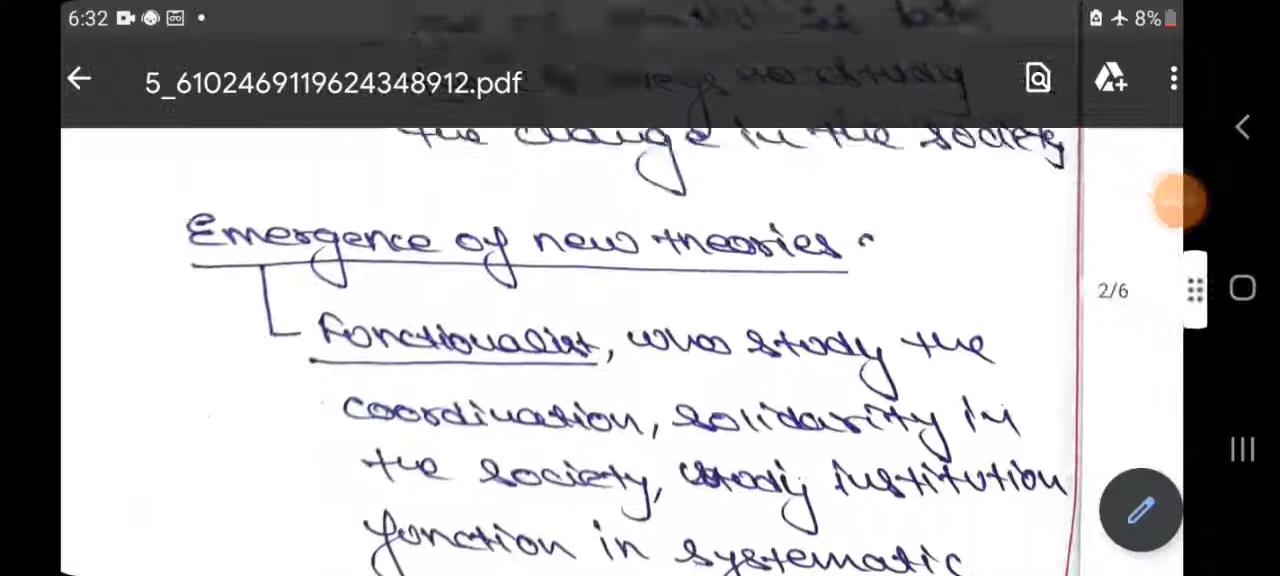 6:32
8%
5_6102469119624348912.pdf
study
the change in the society
Emergence of new theories
Functionalist, who study the
coordination, solidarity in
the society, study institution
2/6
function in systematic